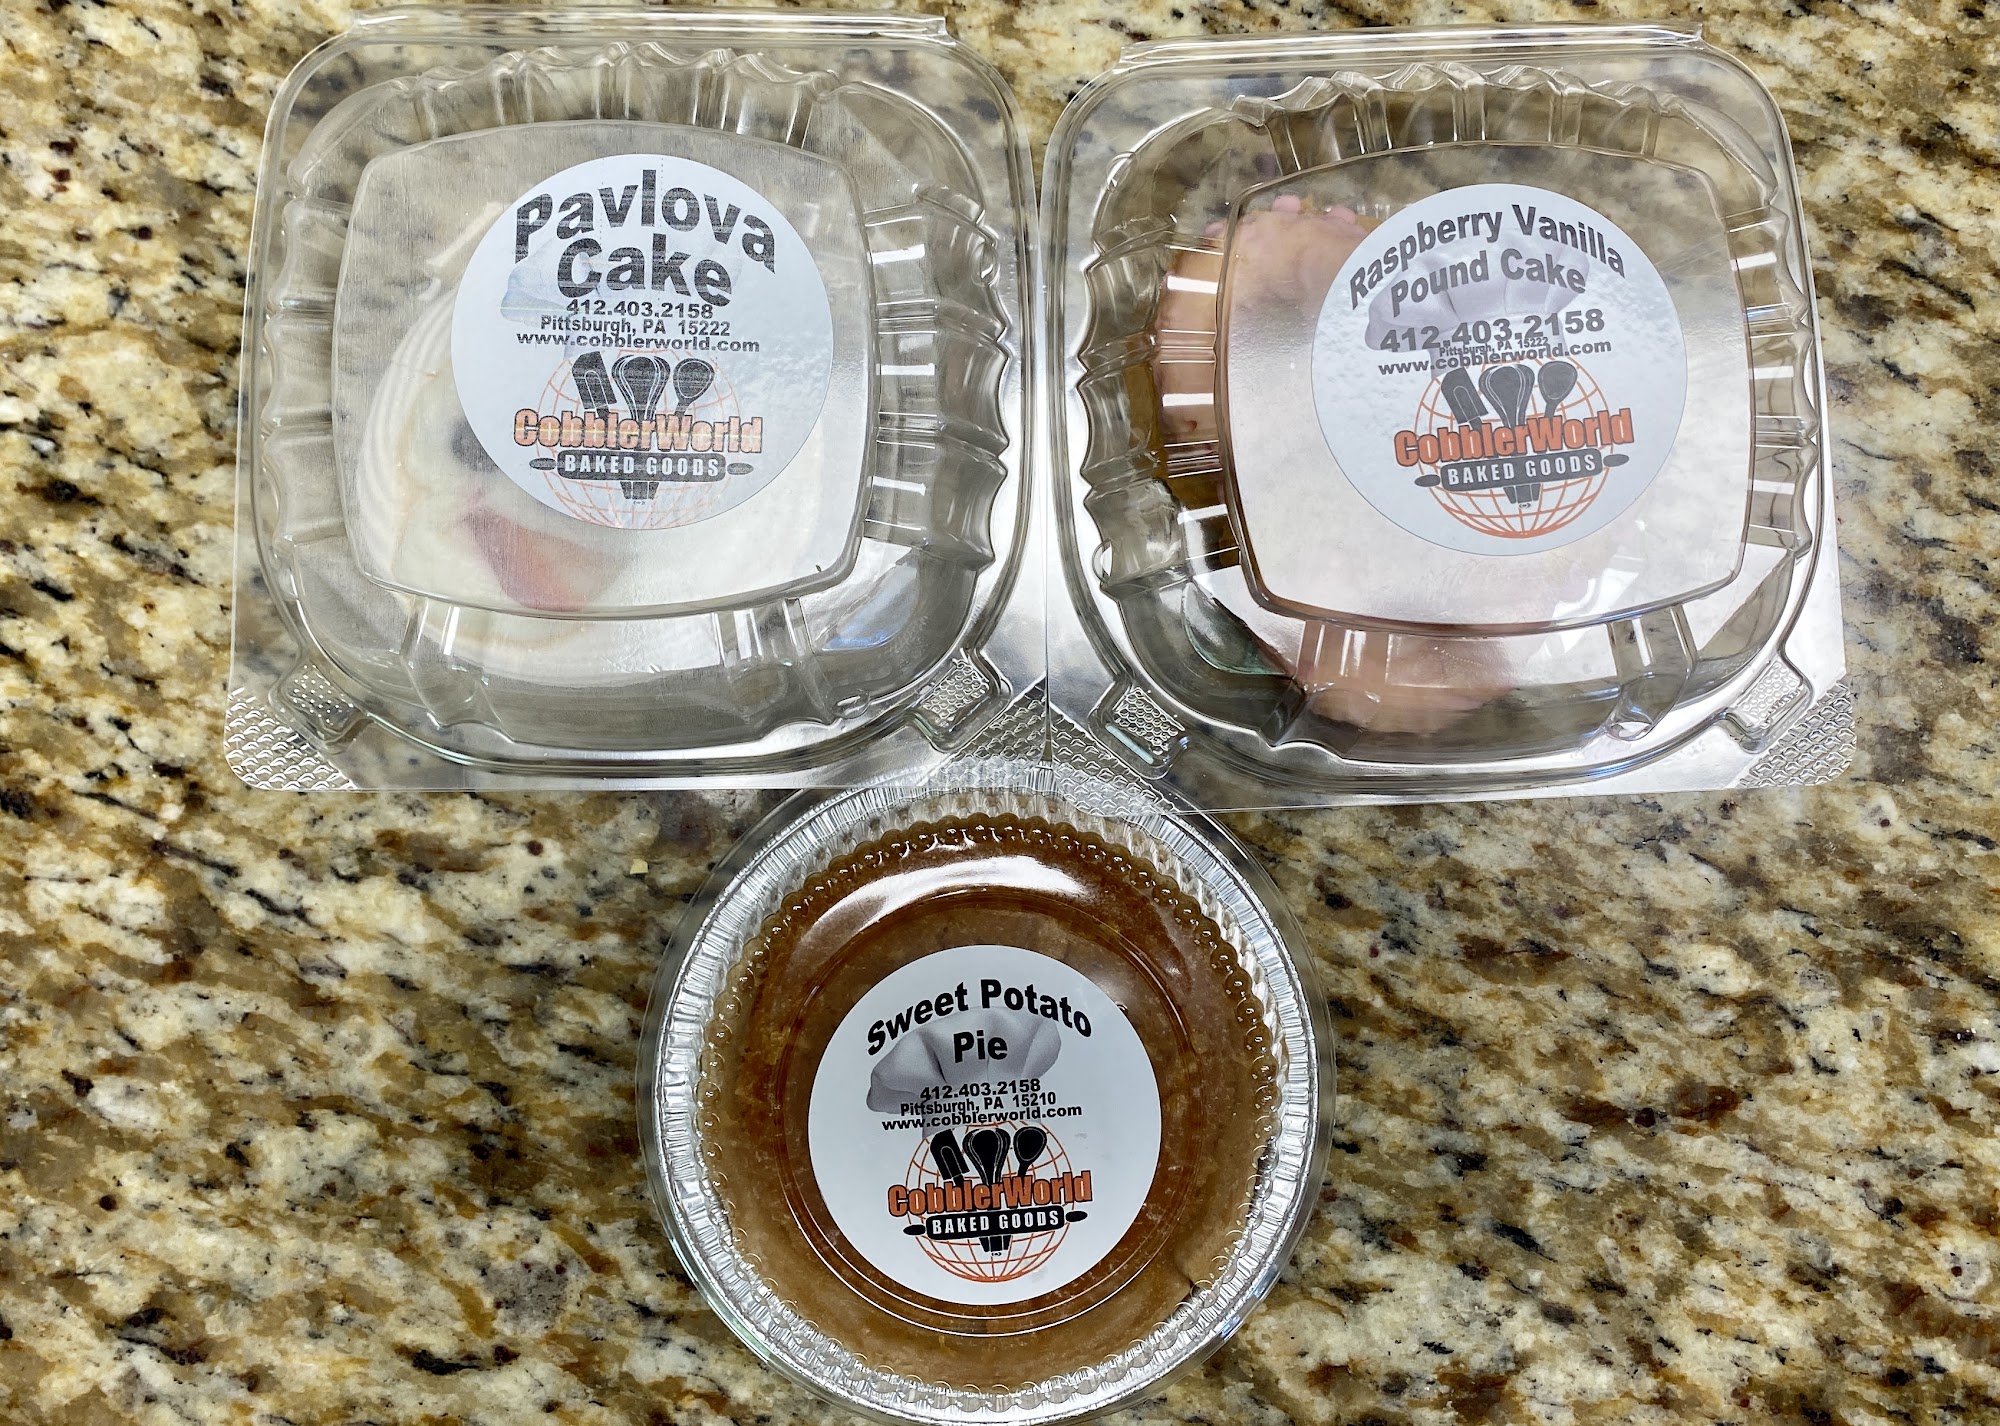 Pavlova
Cake
412.403.2158
Pittsburgh, PA 15222
www.cobblerworld.com
CobblerWorld
BAKED GOODS
Raspberry Vanilla
Pound Cake
412.403.2158
Pittsburgh, PA 15222
www.cobblerworld.com
CobblerWorld
BAKED GOODS
Sweet Potato
Pie
412.403.2158
Pittsburgh, PA 15210
www.cobblerworld.com
CobblerWorld
BAKED GOODS